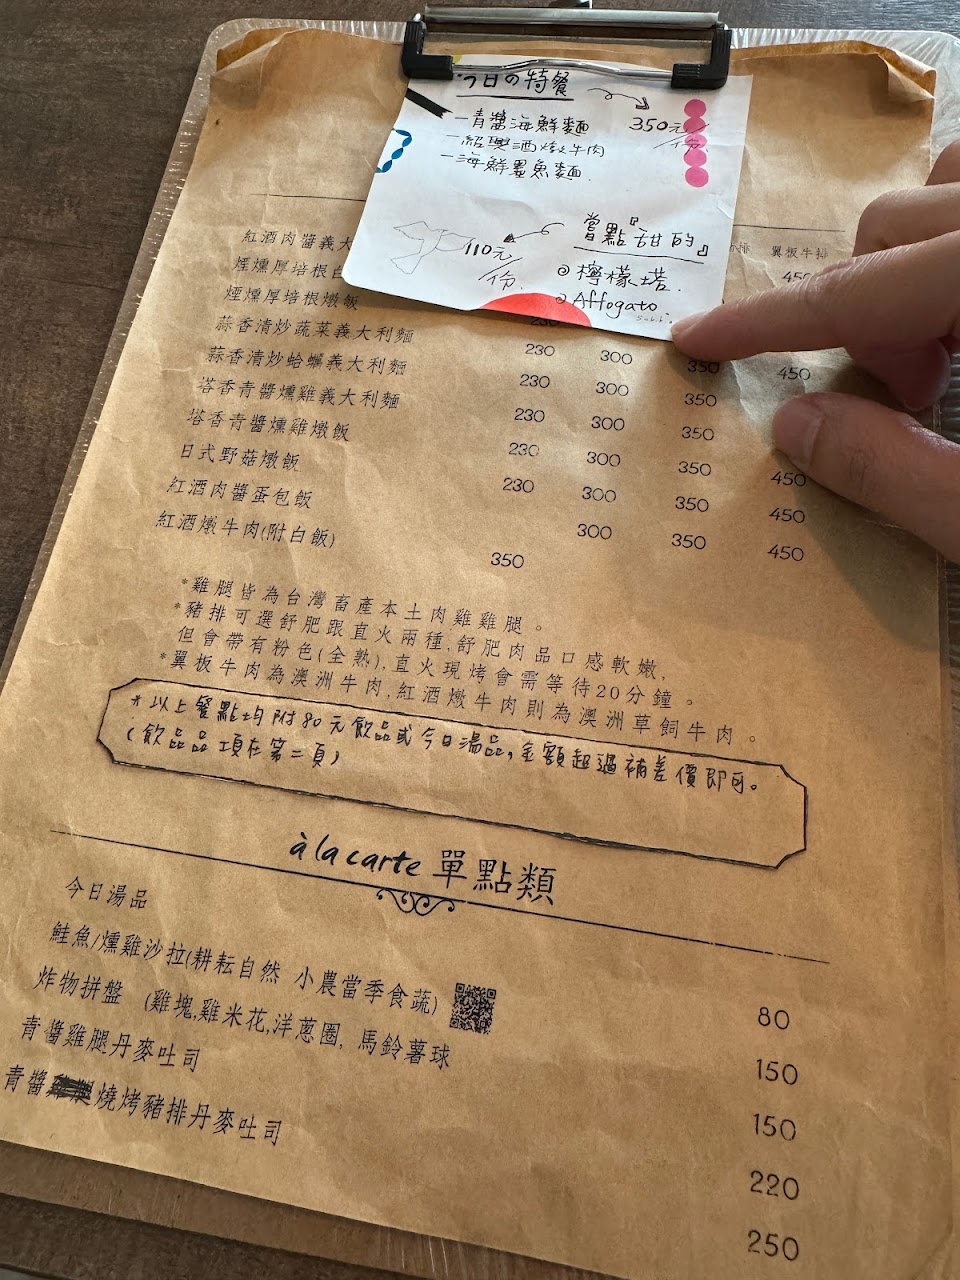 今日の特餐
一青醬海鮮麵 350元/份
一紹興酒燉牛肉
一海鮮墨魚麵
當點『甜的』
110元/份
檸檬塔
Affogato
排 翼板牛排
紅酒肉醬義大 450
煙燻厚培根白
煙燻厚培根燉飯 230
蒜香清炒蔬菜義大利麵 230 300 350 450
蒜香清炒蛤蠣義大利麵 230 300 350
塔香青醬燻雞義大利麵 230 300 350
塔香青醬燻雞燉飯 230 300 350 450
日式野菇燉飯 230 300 350 450
紅酒肉醬蛋包飯 300 350 450
紅酒燉牛肉(附白飯) 350
*雞腿皆為台灣畜產本土肉雞雞腿。
*豬排可選舒肥跟直火兩種,舒肥肉品口感軟嫩,
但會帶有粉色(全熟),直火現烤會需等待20分鐘。
*翼板牛肉為澳洲牛肉,紅酒燉牛肉則為澳洲草飼牛肉。
*以上餐點均附80元飲品或今日湯品,金額超過補差價即可。
(飲品品項在第二頁)
à la carte 單點類
今日湯品 80
鮭魚/燻雞沙拉(耕耘自然 小農當季食蔬) 150
炸物拼盤 (雞塊,雞米花,洋蔥圈, 馬鈴薯球 150
青醬雞腿丹麥吐司 220
青醬燒烤豬排丹麥吐司 250